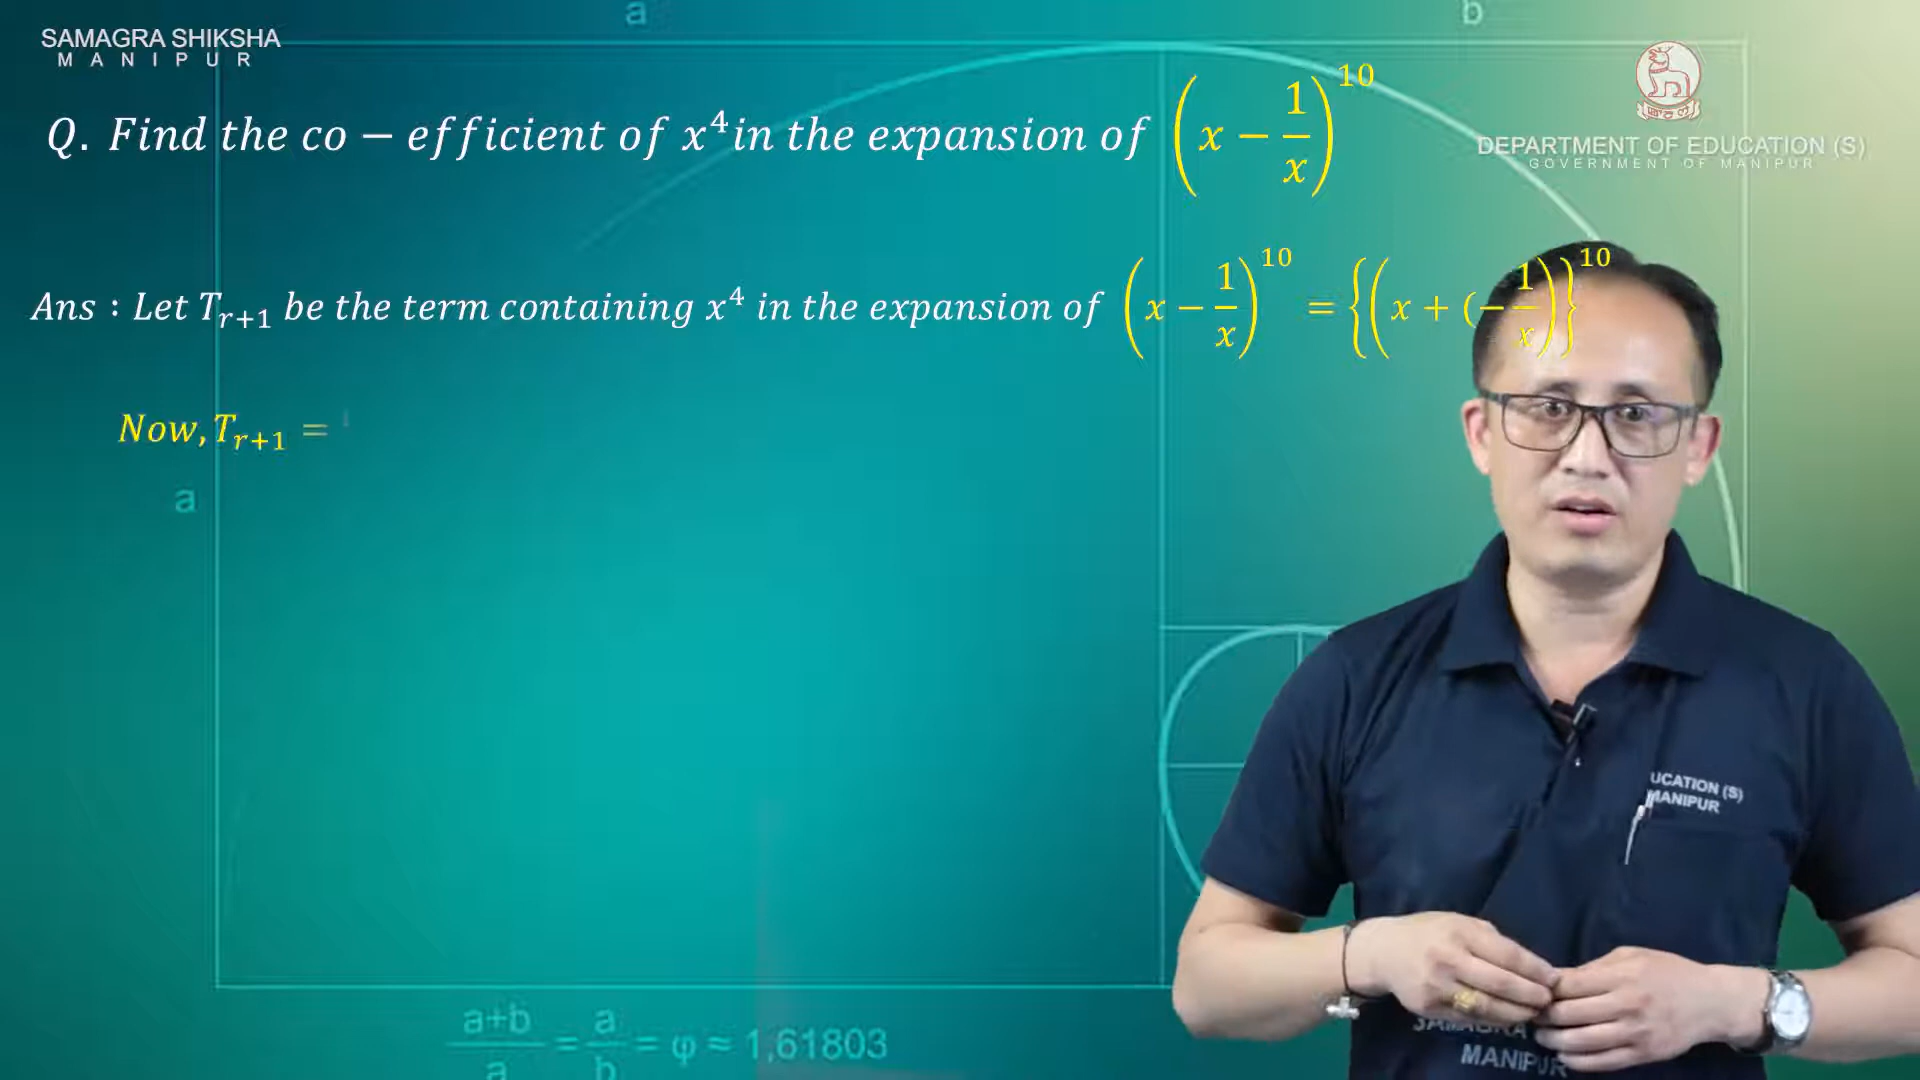 SAMAGRA SHIKSHA
MANIPUR
a
b
Q. Find the co − efficient of x⁴in the expansion of (x − 1/x)¹⁰
DEPARTMENT OF EDUCATION (S)
GOVERNMENT OF MANIPUR
Ans : Let Tᵣ₊₁ be the term containing x⁴ in the expansion of (x − 1/x)¹⁰ = {(x + (− 1/x)}¹⁰
Now, Tᵣ₊₁ =
a
UCATION (S)
MANIPUR
a+b/a = a/b = φ ≈ 1,61803
SAMAGRA
MANIPUR